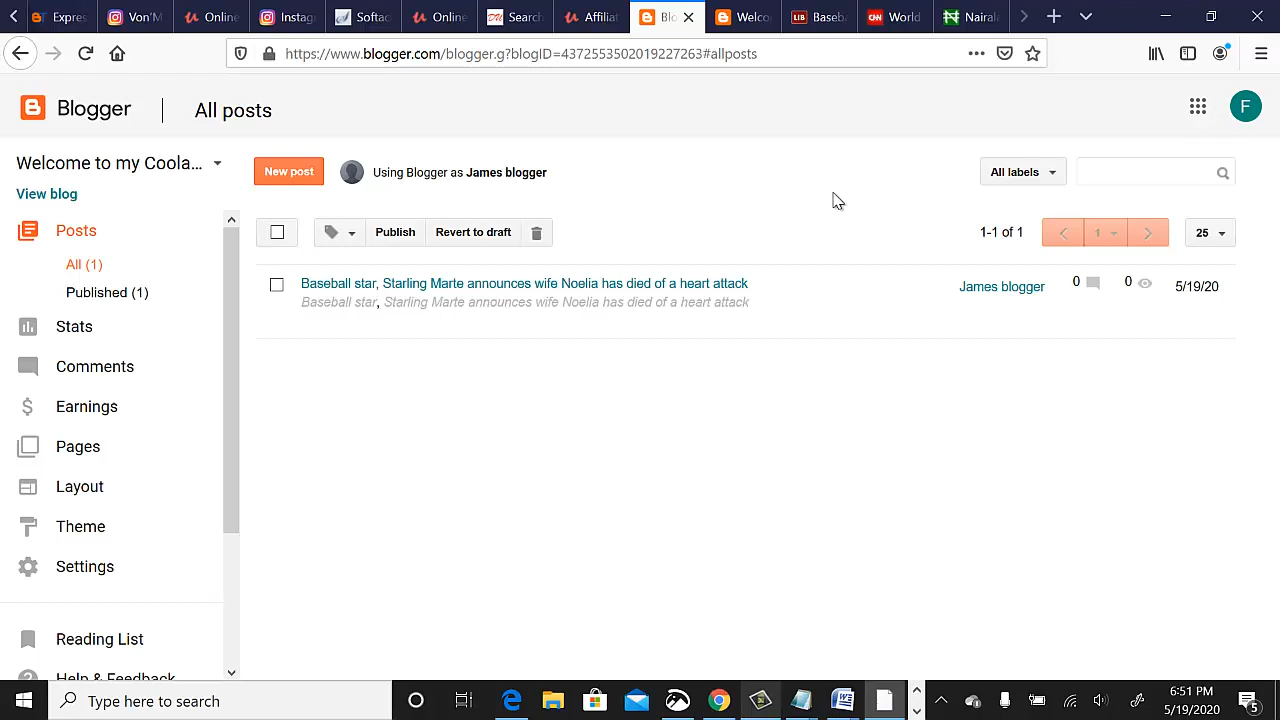 Expres
Von'M
Online
Instag
Softac
Online
Search
Affiliat
Blo
Welco
Baseb
World
Nairala
https://www.blogger.com/blogger.g?blogID=4372553502019227263#allposts
Blogger
All posts
F
Welcome to my Coola...
New post
Using Blogger as James blogger
All labels
View blog
Posts
Publish
Revert to draft
1-1 of 1
1
25
All (1)
Published (1)
Baseball star, Starling Marte announces wife Noelia has died of a heart attack
Baseball star, Starling Marte announces wife Noelia has died of a heart attack
James blogger
0
0
5/19/20
Stats
Comments
Earnings
Pages
Layout
Theme
Settings
Reading List
Help & Feedback
Type here to search
6:51 PM
5/19/2020
5